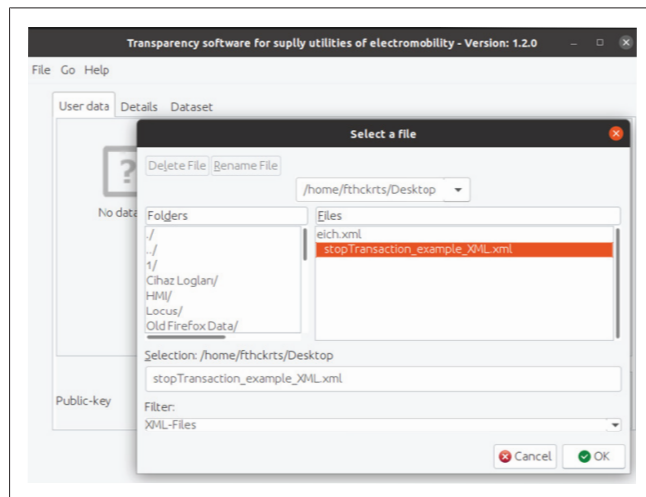 Transparency software for suplly utilities of electromobility - Version: 1.2.0
File Go Help
User data Details Dataset
Select a file
Delete File Rename File
/home/fthckrts/Desktop
?
No data
Folders Files
./
../
1/
Cihaz Logları/
HMI/
Locus/
Old Firefox Data/
eich.xml
stopTransaction_example_XML.xml
Selection: /home/fthckrts/Desktop
stopTransaction_example_XML.xml
Public-key
Filter:
XML-Files
Cancel OK